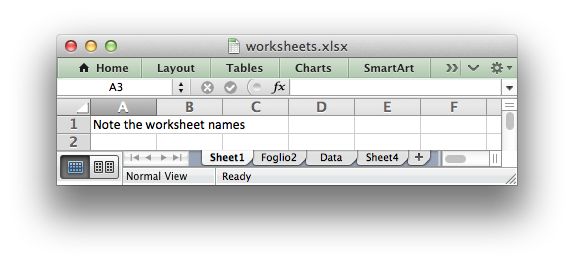 worksheets.xlsx
Home Layout Tables Charts SmartArt
A3 fx
A B C D E F
1 Note the worksheet names
2
Sheet1 Foglio2 Data Sheet4 +
Normal View Ready